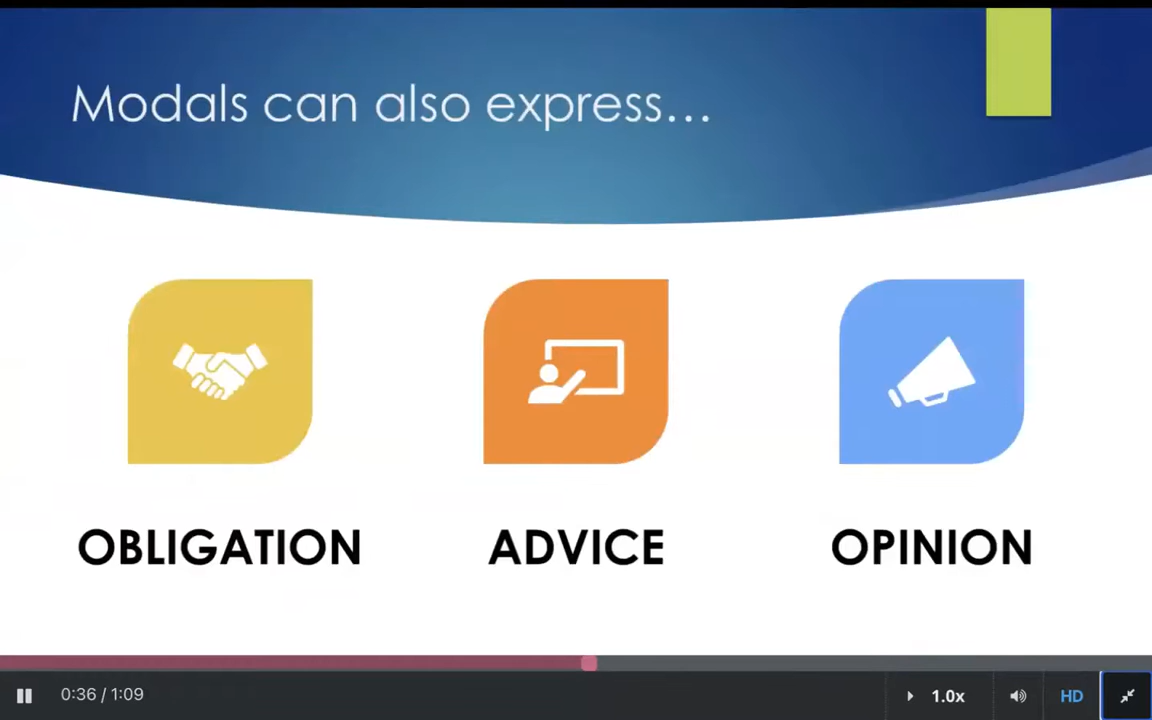 Modals can also express...
OBLIGATION
ADVICE
OPINION
0:36 / 1:09
1.0x
HD